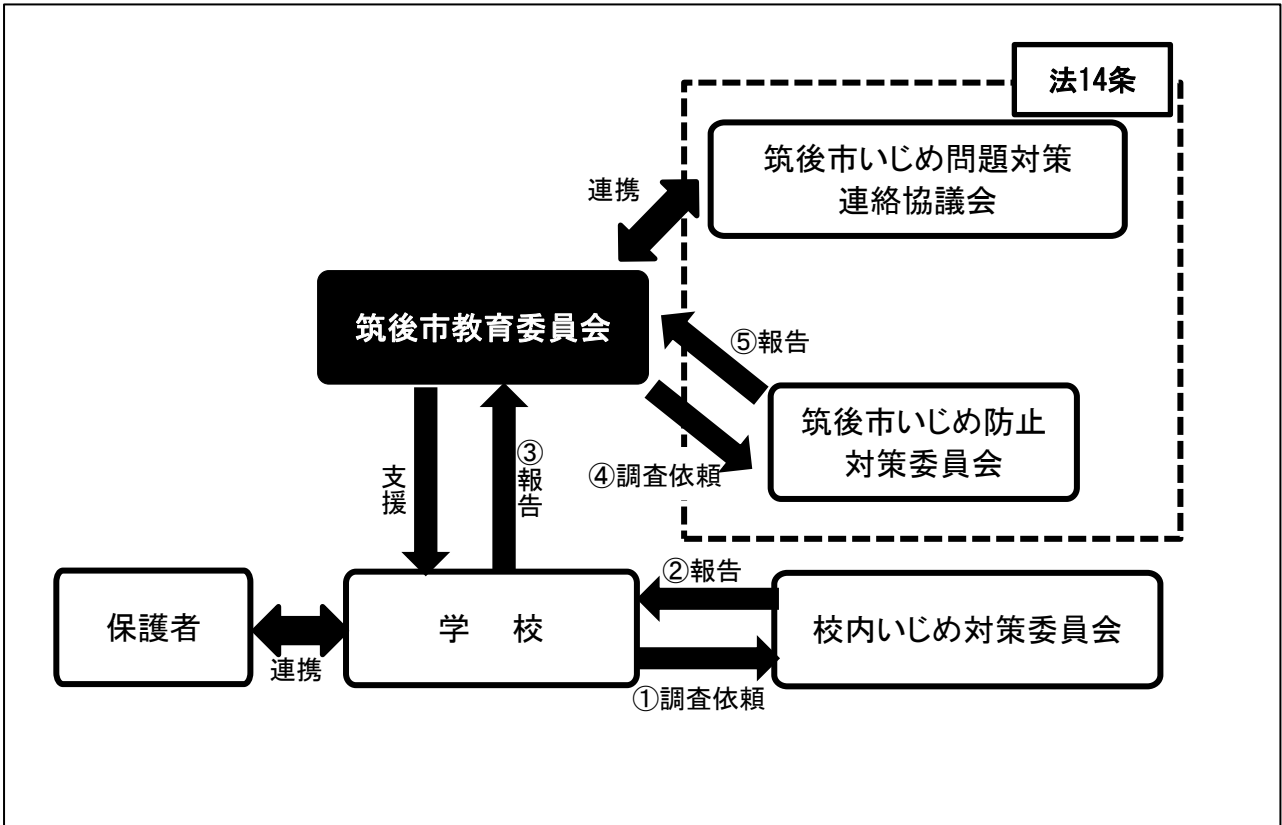 法14条
筑後市いじめ問題対策
連絡協議会
連携
筑後市教育委員会
⑤報告
筑後市いじめ防止
対策委員会
④調査依頼
支援
③報告
②報告
保護者
連携
学 校
校内いじめ対策委員会
①調査依頼